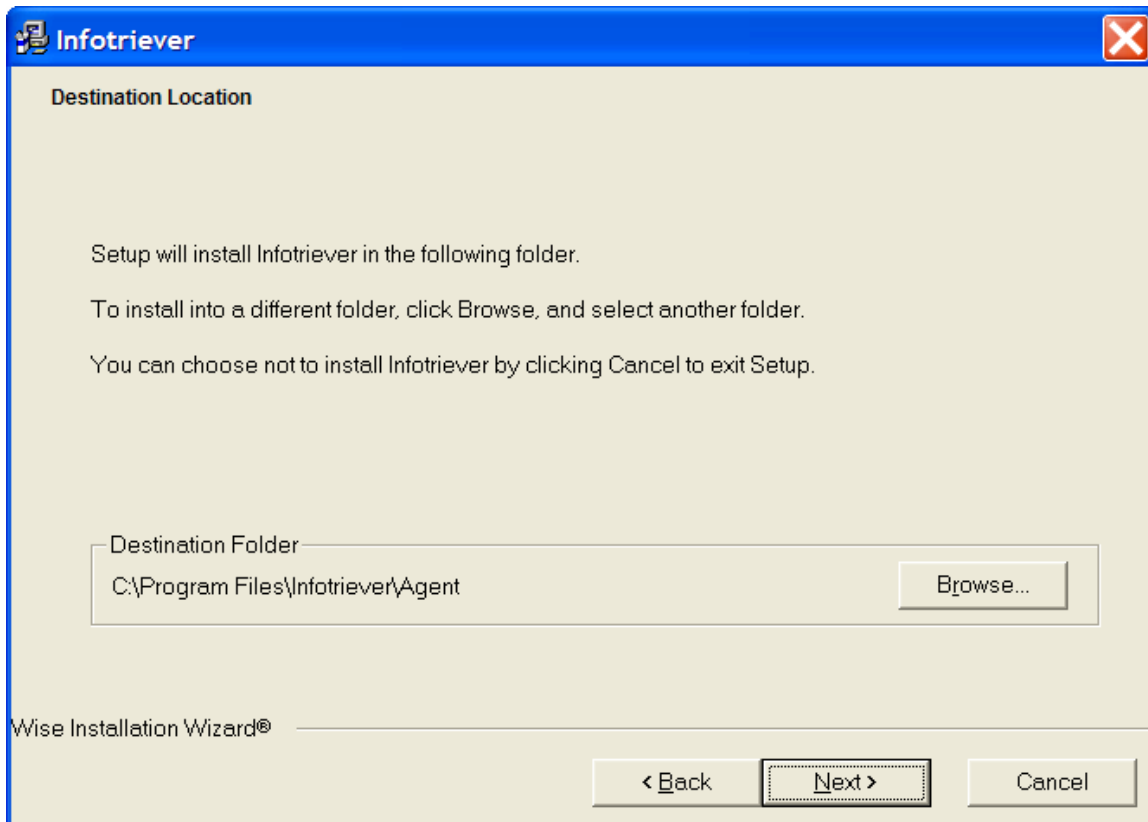 Infotriever
Destination Location
Setup will install Infotriever in the following folder.
To install into a different folder, click Browse, and select another folder.
You can choose not to install Infotriever by clicking Cancel to exit Setup.
Destination Folder
C:\Program Files\Infotriever\Agent
Browse...
Wise Installation Wizard®
< Back
Next >
Cancel